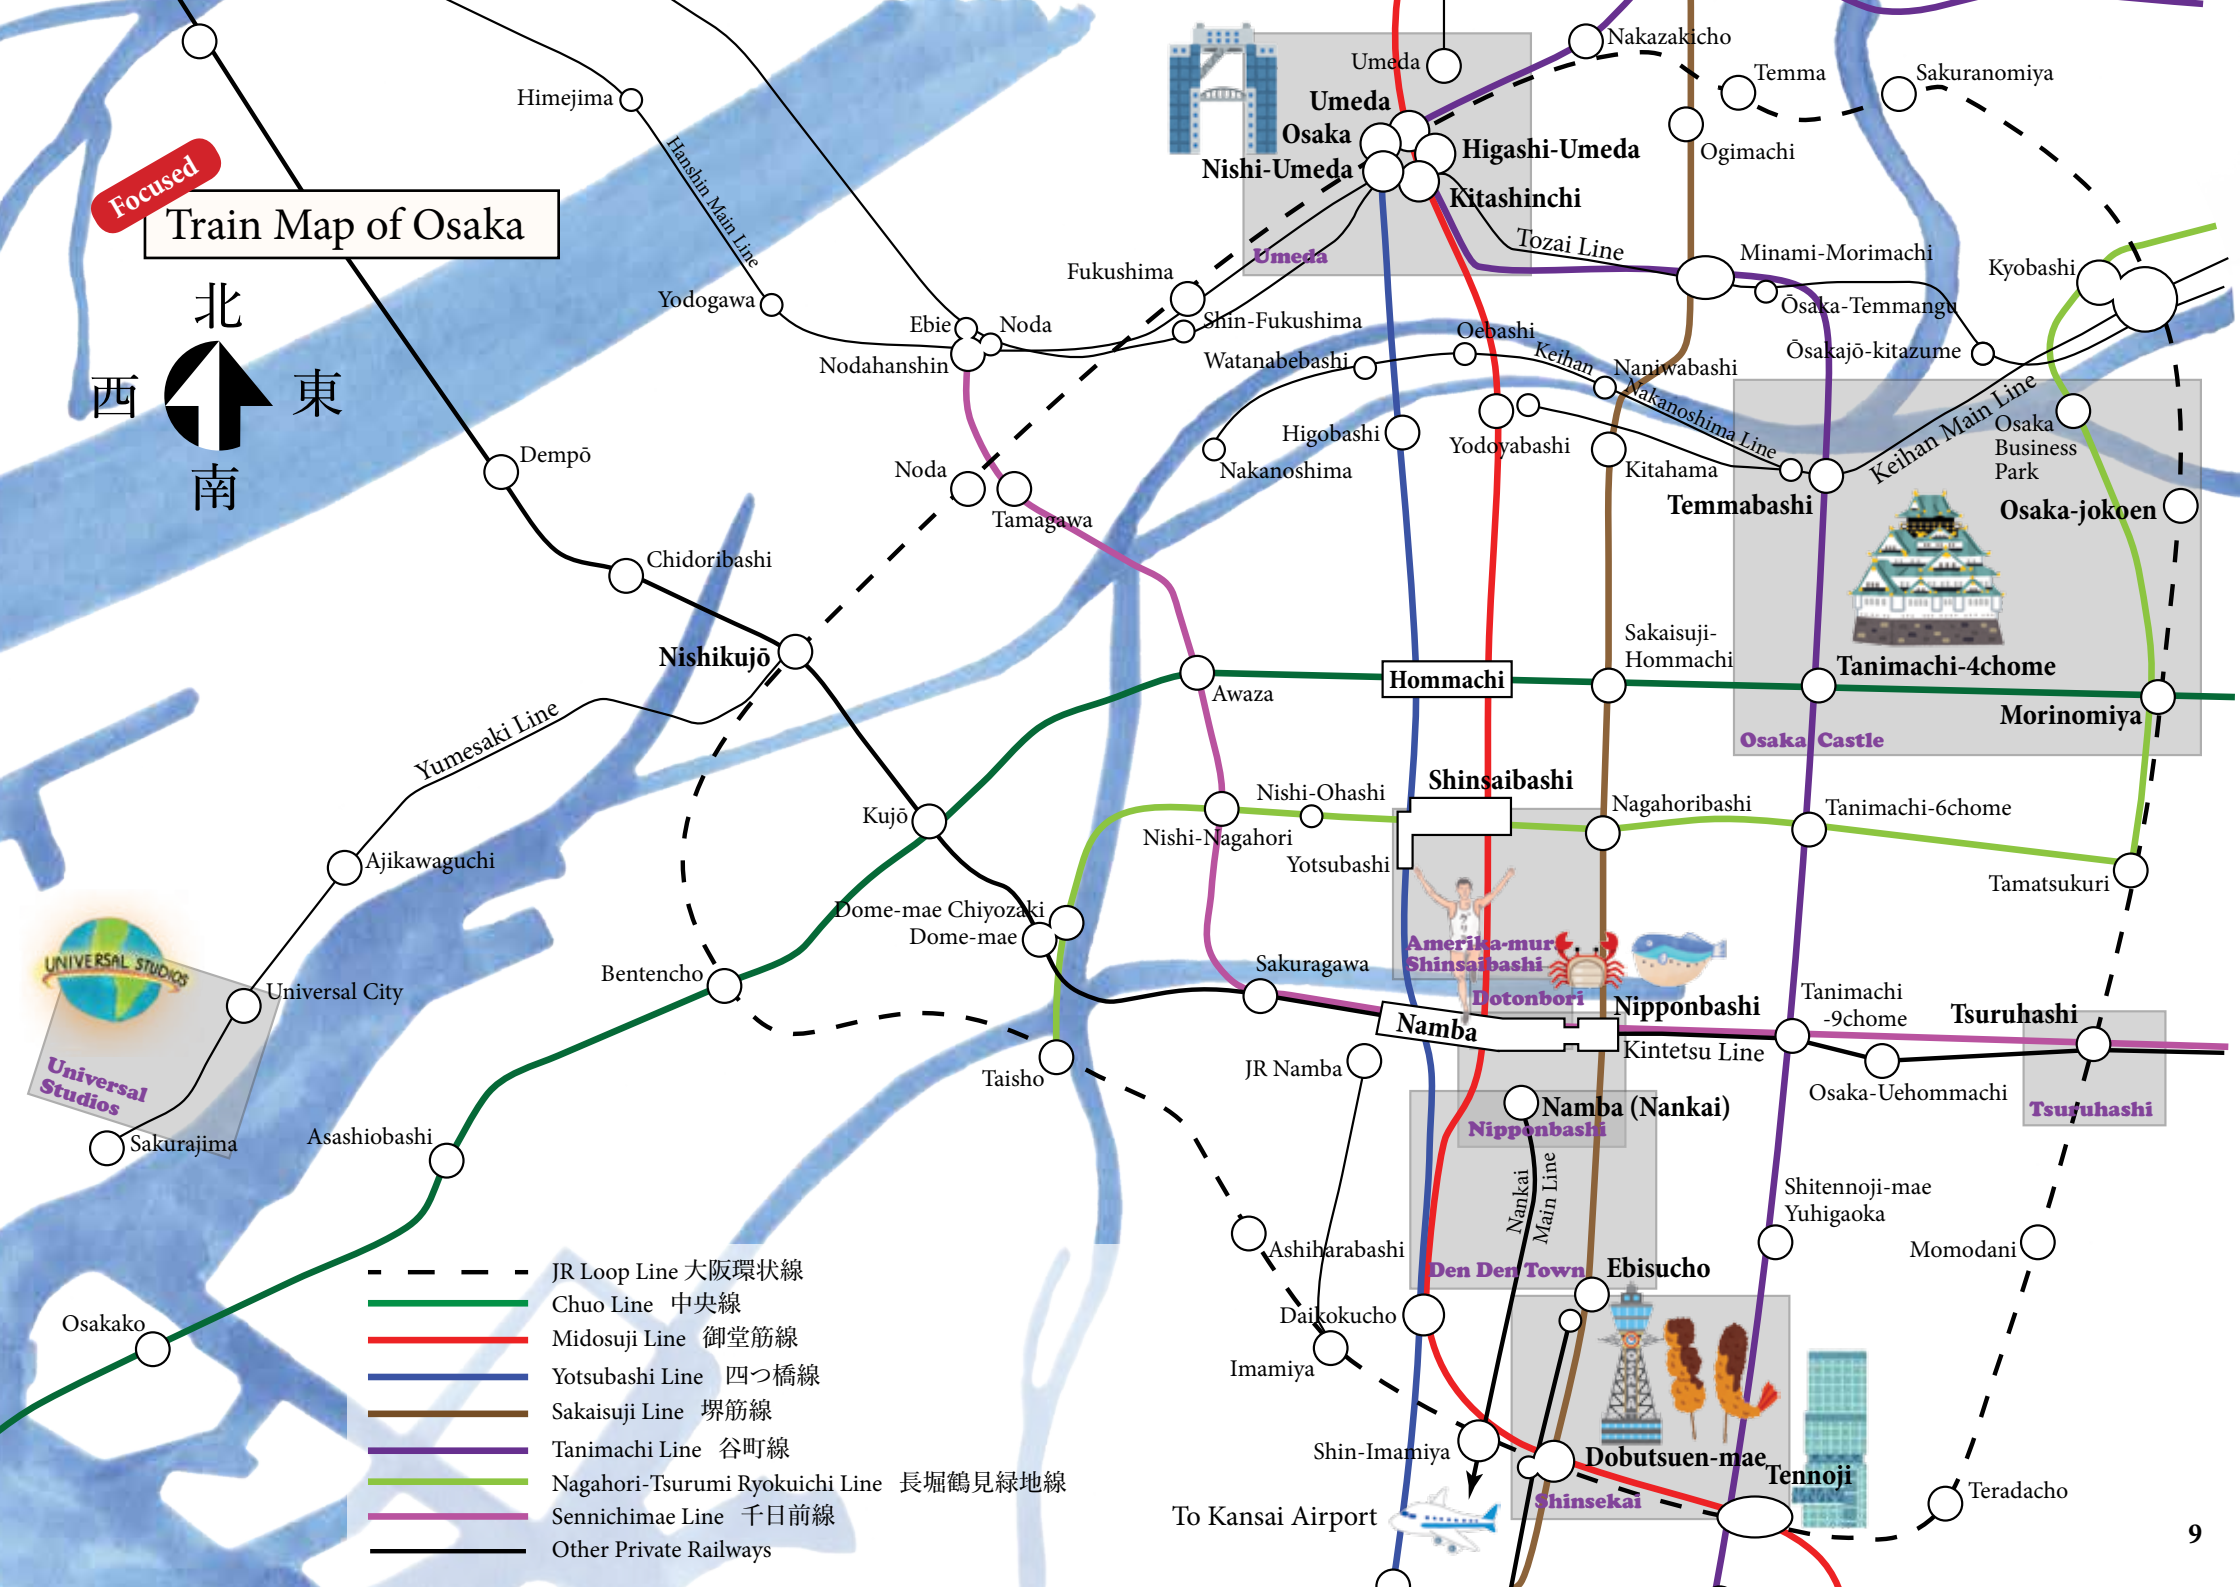 Nakazakicho
Umeda
Temma
Sakuranomiya
Himejima
Umeda
Osaka
Higashi-Umeda
Ogimachi
Nishi-Umeda
Kitashinchi
Hanshin Main Line
Focused
Train Map of Osaka
Tozai Line
Umeda
Minami-Morimachi
Kyobashi
Fukushima
北
西
東
南
Yodogawa
Ōsaka-Temmangu
Ebie
Noda
Shin-Fukushima
Oebashi
Nodahanshin
Watanabebashi
Keihan
Nakanoshima Line
Naniwabashi
Ōsakajō-kitazume
Keihan Main Line
Osaka
Business
Park
Higobashi
Yodoyabashi
Dempō
Noda
Nakanoshima
Kitahama
Temmabashi
Osaka-jokoen
Tamagawa
Chidoribashi
Sakaisuji-
Hommachi
Nishikujō
Tanimachi-4chome
Awaza
Hommachi
Morinomiya
Yumesaki Line
Osaka Castle
Shinsaibashi
Nishi-Ohashi
Nagahoribashi
Tanimachi-6chome
Kujō
Nishi-Nagahori
Yotsubashi
Ajikawaguchi
Tamatsukuri
Dome-mae Chiyozaki
Dome-mae
Amerika-mura
Shinsaibashi
UNIVERSAL STUDIOS
Bentencho
Sakuragawa
Universal City
Dotonbori
Nipponbashi
Tanimachi
-9chome
Tsuruhashi
Namba
Kintetsu Line
JR Namba
Taisho
Universal
Studios
Osaka-Uehommachi
Namba (Nankai)
Nipponbashi
Tsuruhashi
Sakurajima
Asashiobashi
Nankai
Main Line
Shitennoji-mae
Yuhigaoka
Ashiharabashi
Momodani
Den Den Town
Ebisucho
Osakako
Daikokucho
Imamiya
Shin-Imamiya
Dobutsuen-mae
Tennoji
Shinsekai
Teradacho
To Kansai Airport
JR Loop Line 大阪環状線
Chuo Line 中央線
Midosuji Line 御堂筋線
Yotsubashi Line 四つ橋線
Sakaisuji Line 堺筋線
Tanimachi Line 谷町線
Nagahori-Tsurumi Ryokuichi Line 長堀鶴見緑地線
Sennichimae Line 千日前線
Other Private Railways
9